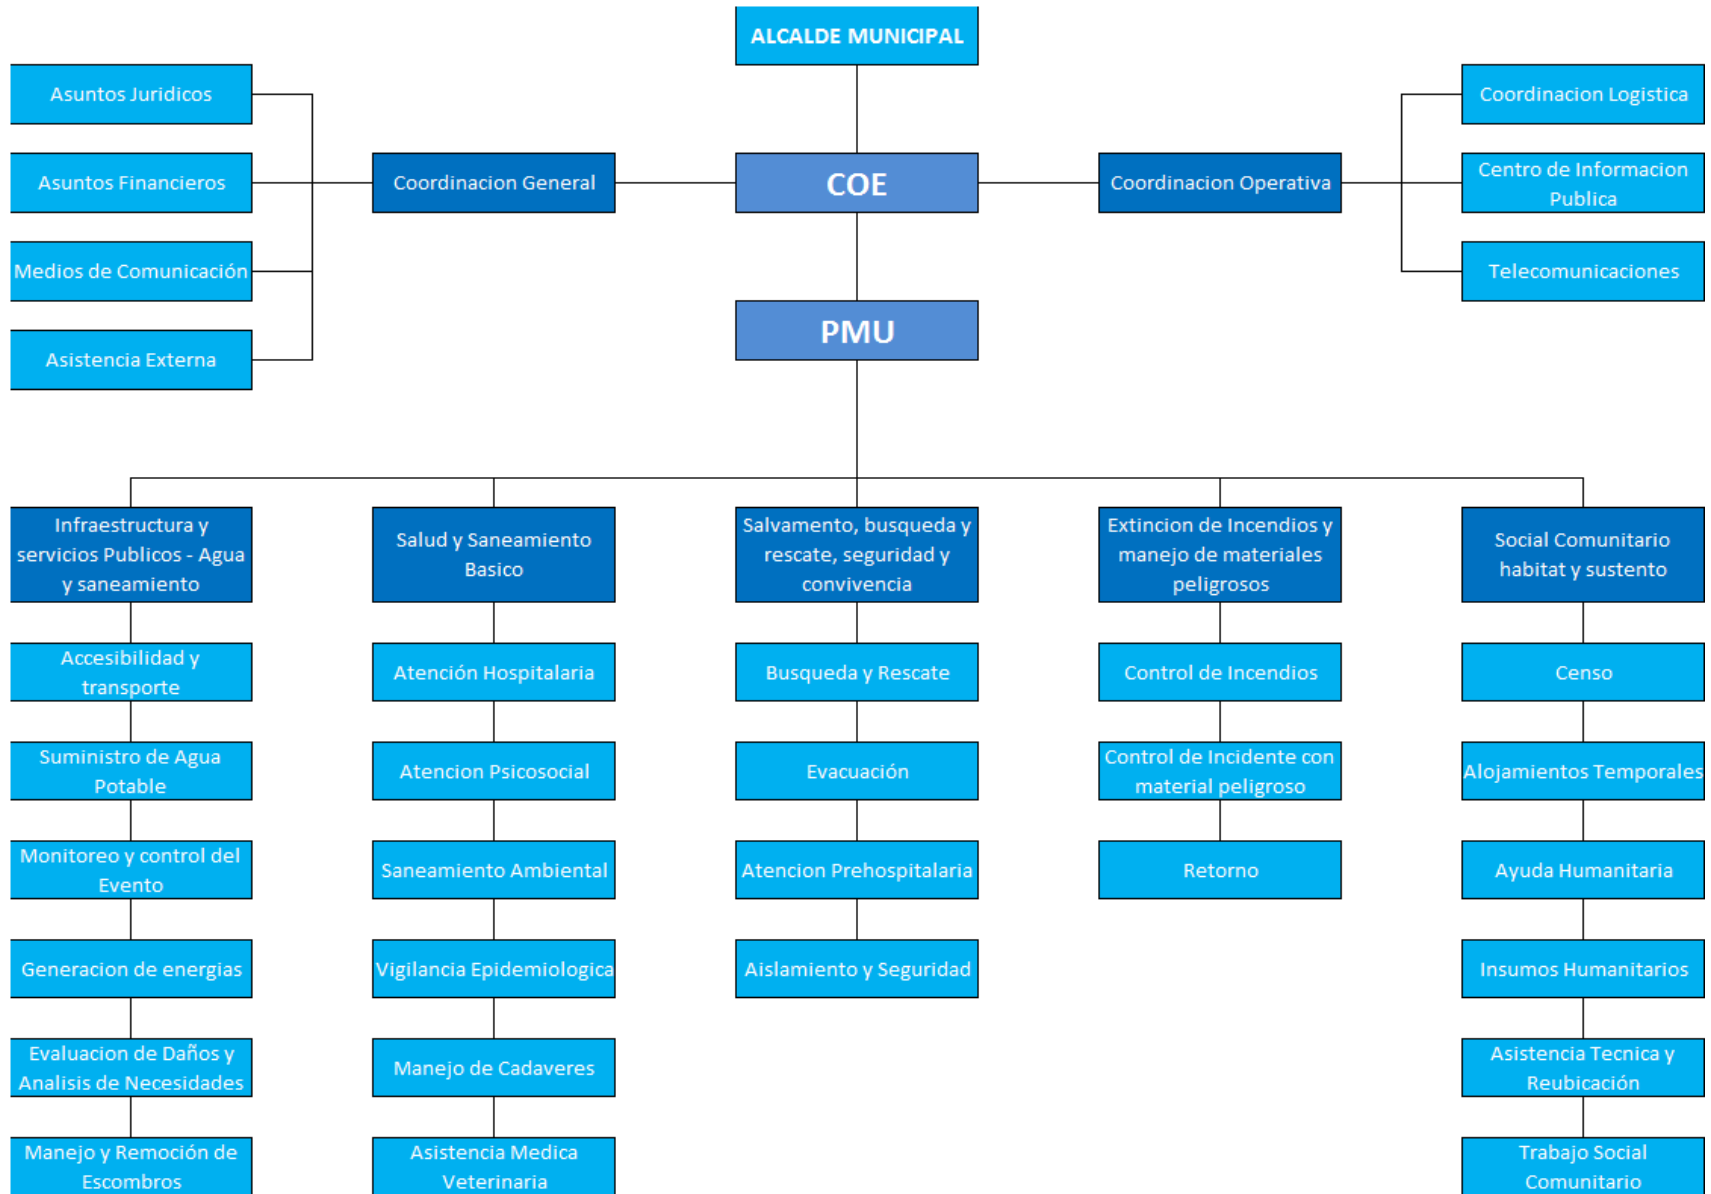 ALCALDE MUNICIPAL
Asuntos Juridicos
Coordinacion Logistica
Asuntos Financieros
Coordinacion General
COE
Coordinacion Operativa
Centro de Informacion
Publica
Medios de Comunicación
Telecomunicaciones
PMU
Asistencia Externa
Infraestructura y
servicios Publicos - Agua
y saneamiento
Salud y Saneamiento
Basico
Salvamento, busqueda y
rescate, seguridad y
convivencia
Extincion de Incendios y
manejo de materiales
peligrosos
Social Comunitario
habitat y sustento
Accesibilidad y
transporte
Atención Hospitalaria
Busqueda y Rescate
Control de Incendios
Censo
Suministro de Agua
Potable
Atencion Psicosocial
Evacuación
Control de Incidente con
material peligroso
Alojamientos Temporales
Monitoreo y control del
Evento
Saneamiento Ambiental
Atencion Prehospitalaria
Retorno
Ayuda Humanitaria
Generacion de energias
Vigilancia Epidemiologica
Aislamiento y Seguridad
Insumos Humanitarios
Evaluacion de Daños y
Analisis de Necesidades
Manejo de Cadaveres
Asistencia Tecnica y
Reubicación
Manejo y Remoción de
Escombros
Asistencia Medica
Veterinaria
Trabajo Social
Comunitario